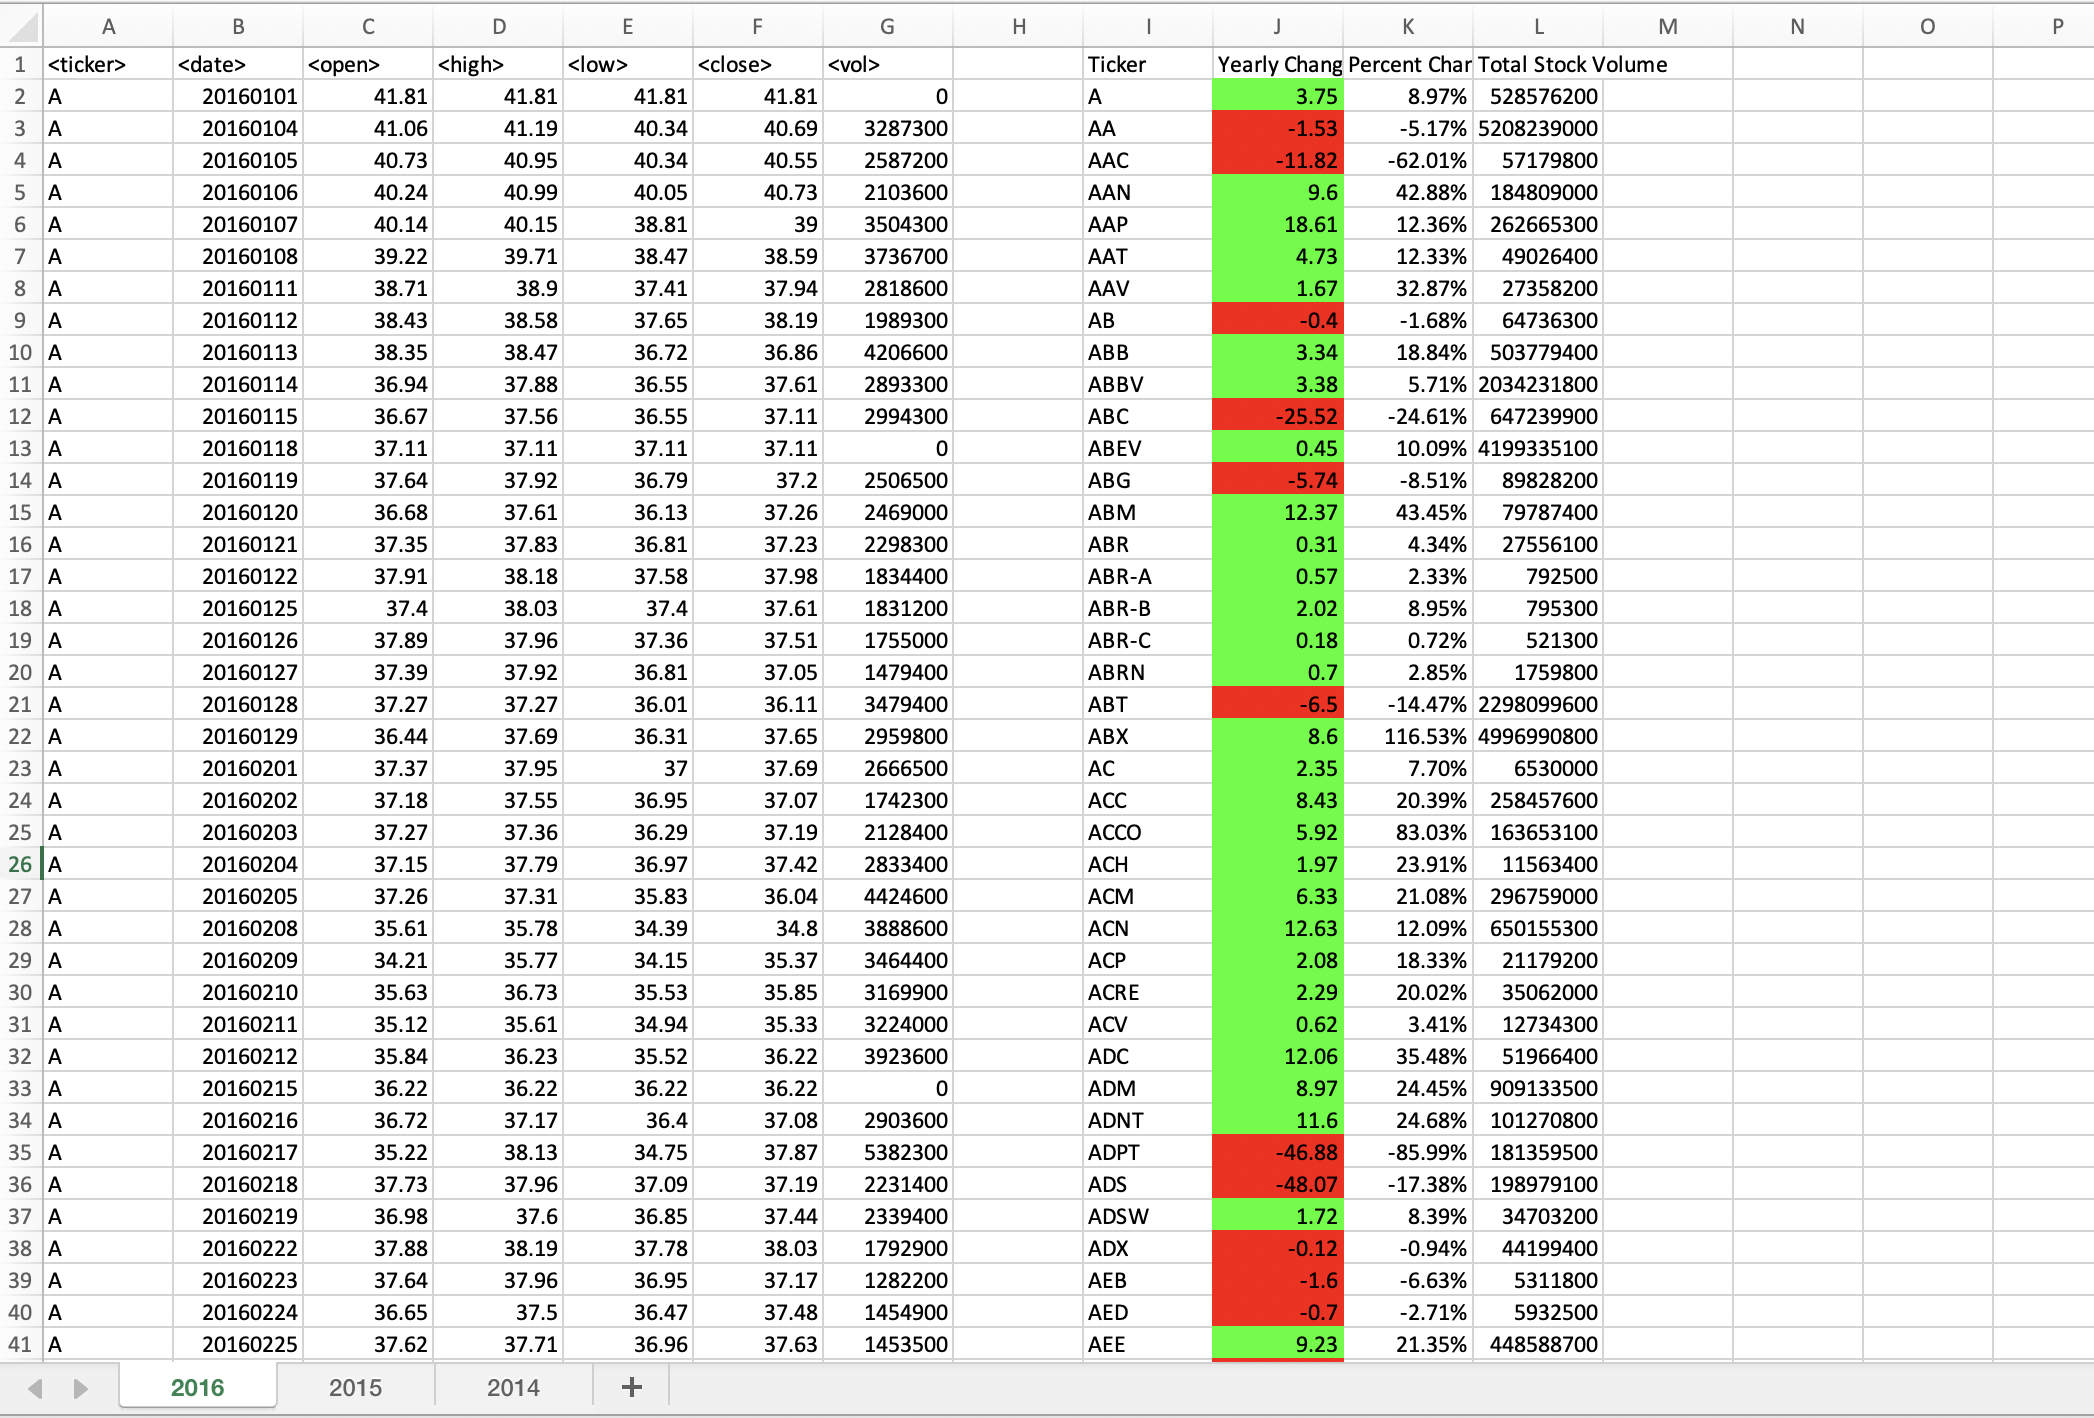 A B C D E F G H I J K L M N O P
1 <ticker> <date> <open> <high> <low> <close> <vol> Ticker Yearly Chang Percent Char Total Stock Volume
2 A 20160101 41.81 41.81 41.81 41.81 0 A 3.75 8.97% 528576200
3 A 20160104 41.06 41.19 40.34 40.69 3287300 AA -1.53 -5.17% 5208239000
4 A 20160105 40.73 40.95 40.34 40.55 2587200 AAC -11.82 -62.01% 57179800
5 A 20160106 40.24 40.99 40.05 40.73 2103600 AAN 9.6 42.88% 184809000
6 A 20160107 40.14 40.15 38.81 39 3504300 AAP 18.61 12.36% 262665300
7 A 20160108 39.22 39.71 38.47 38.59 3736700 AAT 4.73 12.33% 49026400
8 A 20160111 38.71 38.9 37.41 37.94 2818600 AAV 1.67 32.87% 27358200
9 A 20160112 38.43 38.58 37.65 38.19 1989300 AB -0.4 -1.68% 64736300
10 A 20160113 38.35 38.47 36.72 36.86 4206600 ABB 3.34 18.84% 503779400
11 A 20160114 36.94 37.88 36.55 37.61 2893300 ABBV 3.38 5.71% 2034231800
12 A 20160115 36.67 37.56 36.55 37.11 2994300 ABC -25.52 -24.61% 647239900
13 A 20160118 37.11 37.11 37.11 37.11 0 ABEV 0.45 10.09% 4199335100
14 A 20160119 37.64 37.92 36.79 37.2 2506500 ABG -5.74 -8.51% 89828200
15 A 20160120 36.68 37.61 36.13 37.26 2469000 ABM 12.37 43.45% 79787400
16 A 20160121 37.35 37.83 36.81 37.23 2298300 ABR 0.31 4.34% 27556100
17 A 20160122 37.91 38.18 37.58 37.98 1834400 ABR-A 0.57 2.33% 792500
18 A 20160125 37.4 38.03 37.4 37.61 1831200 ABR-B 2.02 8.95% 795300
19 A 20160126 37.89 37.96 37.36 37.51 1755000 ABR-C 0.18 0.72% 521300
20 A 20160127 37.39 37.92 36.81 37.05 1479400 ABRN 0.7 2.85% 1759800
21 A 20160128 37.27 37.27 36.01 36.11 3479400 ABT -6.5 -14.47% 2298099600
22 A 20160129 36.44 37.69 36.31 37.65 2959800 ABX 8.6 116.53% 4996990800
23 A 20160201 37.37 37.95 37 37.69 2666500 AC 2.35 7.70% 6530000
24 A 20160202 37.18 37.55 36.95 37.07 1742300 ACC 8.43 20.39% 258457600
25 A 20160203 37.27 37.36 36.29 37.19 2128400 ACCO 5.92 83.03% 163653100
26 A 20160204 37.15 37.79 36.97 37.42 2833400 ACH 1.97 23.91% 11563400
27 A 20160205 37.26 37.31 35.83 36.04 4424600 ACM 6.33 21.08% 296759000
28 A 20160208 35.61 35.78 34.39 34.8 3888600 ACN 12.63 12.09% 650155300
29 A 20160209 34.21 35.77 34.15 35.37 3464400 ACP 2.08 18.33% 21179200
30 A 20160210 35.63 36.73 35.53 35.85 3169900 ACRE 2.29 20.02% 35062000
31 A 20160211 35.12 35.61 34.94 35.33 3224000 ACV 0.62 3.41% 12734300
32 A 20160212 35.84 36.23 35.52 36.22 3923600 ADC 12.06 35.48% 51966400
33 A 20160215 36.22 36.22 36.22 36.22 0 ADM 8.97 24.45% 909133500
34 A 20160216 36.72 37.17 36.4 37.08 2903600 ADNT 11.6 24.68% 101270800
35 A 20160217 35.22 38.13 34.75 37.87 5382300 ADPT -46.88 -85.99% 181359500
36 A 20160218 37.73 37.96 37.09 37.19 2231400 ADS -48.07 -17.38% 198979100
37 A 20160219 36.98 37.6 36.85 37.44 2339400 ADSW 1.72 8.39% 34703200
38 A 20160222 37.88 38.19 37.78 38.03 1792900 ADX -0.12 -0.94% 44199400
39 A 20160223 37.64 37.96 36.95 37.17 1282200 AEB -1.6 -6.63% 5311800
40 A 20160224 36.65 37.5 36.47 37.48 1454900 AED -0.7 -2.71% 5932500
41 A 20160225 37.62 37.71 36.96 37.63 1453500 AEE 9.23 21.35% 448588700
2016 2015 2014 +